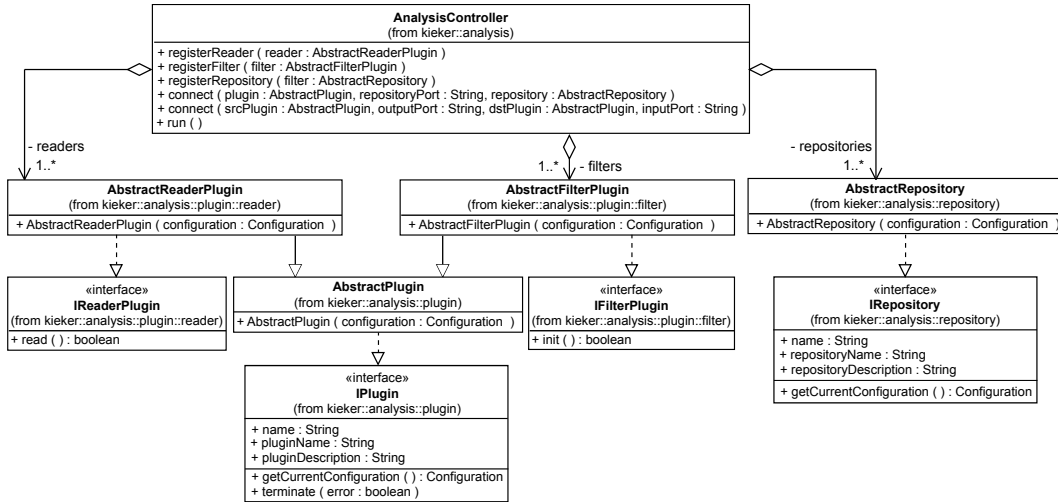 AnalysisController
(from kieker::analysis)
+ registerReader ( reader : AbstractReaderPlugin )
+ registerFilter ( filter : AbstractFilterPlugin )
+ registerRepository ( filter : AbstractRepository )
+ connect ( plugin : AbstractPlugin, repositoryPort : String, repository : AbstractRepository )
+ connect ( srcPlugin : AbstractPlugin, outputPort : String, dstPlugin : AbstractPlugin, inputPort : String )
+ run ( )
- readers
1..*
1..*
- filters
- repositories
1..*
AbstractReaderPlugin
(from kieker::analysis::plugin::reader)
+ AbstractReaderPlugin ( configuration : Configuration )
AbstractFilterPlugin
(from kieker::analysis::plugin::filter)
+ AbstractFilterPlugin ( configuration : Configuration )
AbstractRepository
(from kieker::analysis::repository)
+ AbstractRepository ( configuration : Configuration )
«interface»
IReaderPlugin
(from kieker::analysis::plugin::reader)
+ read ( ) : boolean
AbstractPlugin
(from kieker::analysis::plugin)
+ AbstractPlugin ( configuration : Configuration )
«interface»
IFilterPlugin
(from kieker::analysis::plugin::filter)
+ init ( ) : boolean
«interface»
IRepository
(from kieker::analysis::repository)
+ name : String
+ repositoryName : String
+ repositoryDescription : String
+ getCurrentConfiguration ( ) : Configuration
«interface»
IPlugin
(from kieker::analysis::plugin)
+ name : String
+ pluginName : String
+ pluginDescription : String
+ getCurrentConfiguration ( ) : Configuration
+ terminate ( error : boolean )